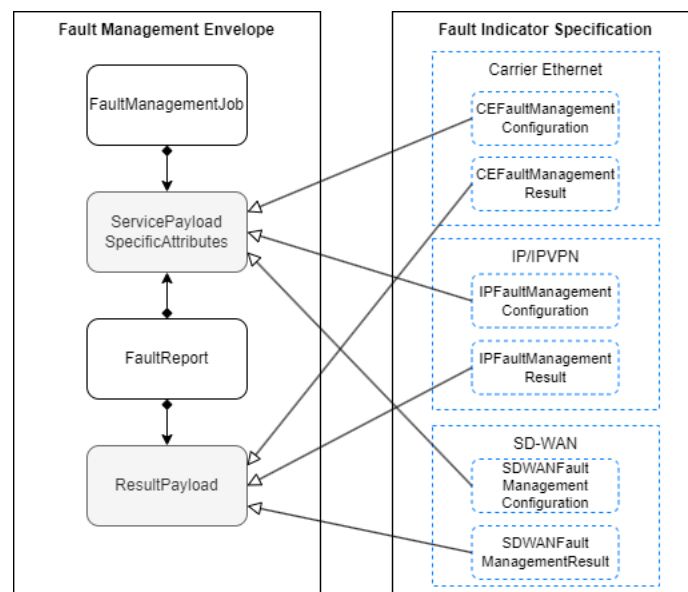 Fault Management Envelope
FaultManagementJob
ServicePayload
SpecificAttributes
FaultReport
ResultPayload
Fault Indicator Specification
Carrier Ethernet
CEFaultManagement
Configuration
CEFaultManagement
Result
IP/IPVPN
IPFaultManagement
Configuration
IPFaultManagement
Result
SD-WAN
SDWANFault
Management
Configuration
SDWANFault
ManagementResult